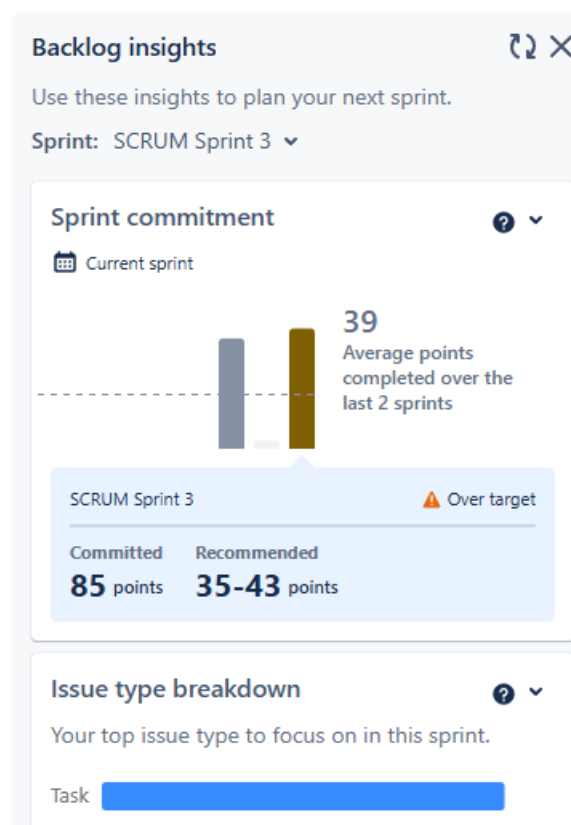 Backlog insights
Use these insights to plan your next sprint.
Sprint: SCRUM Sprint 3
Sprint commitment
?
Current sprint
39
Average points
completed over the
last 2 sprints
SCRUM Sprint 3 Over target
Committed Recommended
85 points 35-43 points
Issue type breakdown
?
Your top issue type to focus on in this sprint.
Task